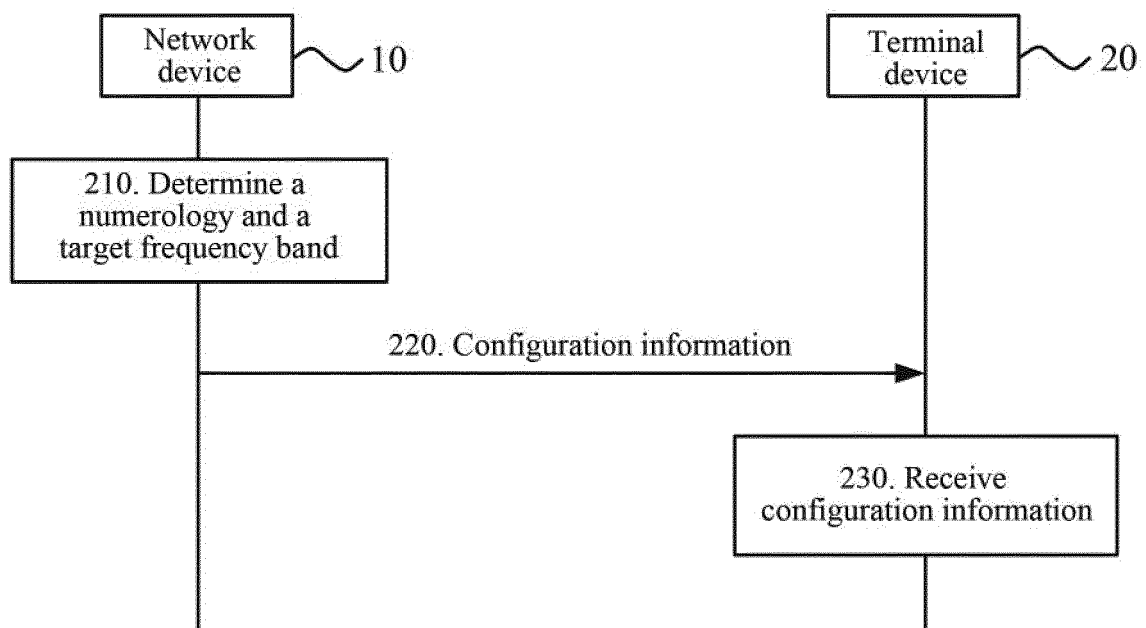 Network
device
10
Terminal
device
20
210. Determine a
numerology and a
target frequency band
220. Configuration information
230. Receive
configuration information